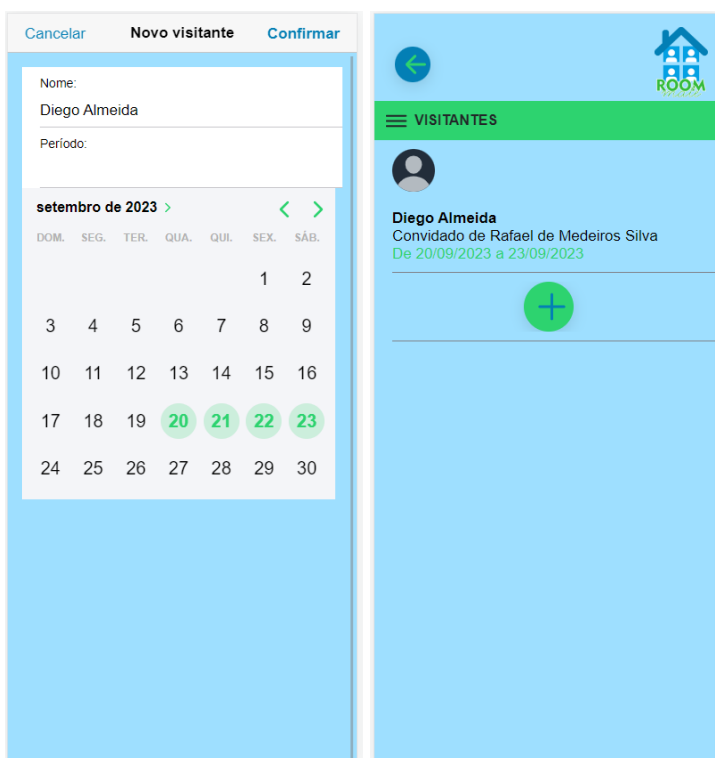 Cancelar Novo visitante Confirmar
Nome:
Diego Almeida
Período:
setembro de 2023
DOM. SEG. TER. QUA. QUI. SEX. SÁB.
1 2
3 4 5 6 7 8 9
10 11 12 13 14 15 16
17 18 19 20 21 22 23
24 25 26 27 28 29 30
ROOM
VISITANTES
Diego Almeida
Convidado de Rafael de Medeiros Silva
De 20/09/2023 a 23/09/2023